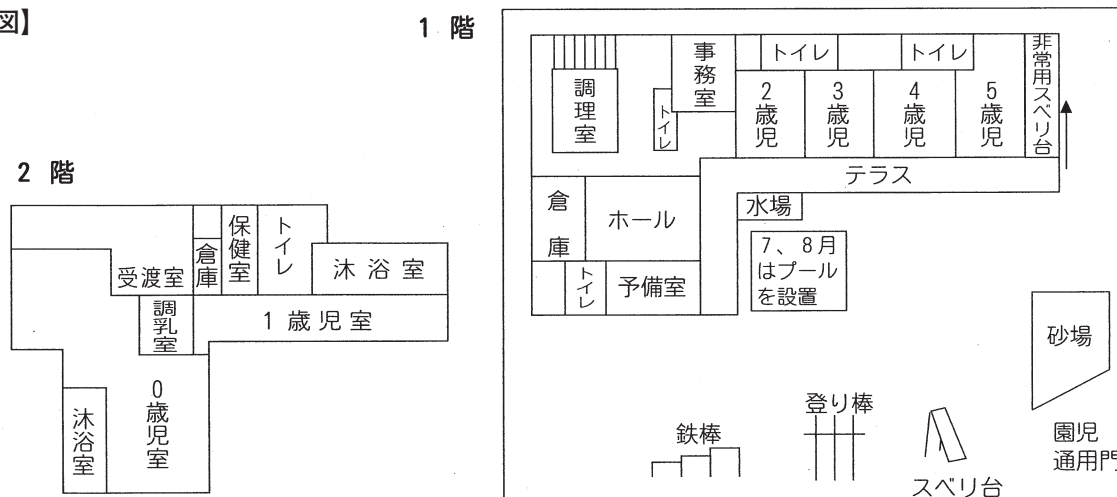 図】
1 階
事務室
トイレ
トイレ
非常用スベリ台
調理室
トイレ
2歳児
3歳児
4歳児
5歳児
テラス
倉庫
ホール
水場
7、8月
はプール
を設置
トイレ
予備室
砂場
鉄棒
登り棒
スベリ台
園児
通用門
2 階
受渡室
倉庫
保健室
トイレ
沐浴室
調乳室
1歳児室
0歳児室
沐浴室